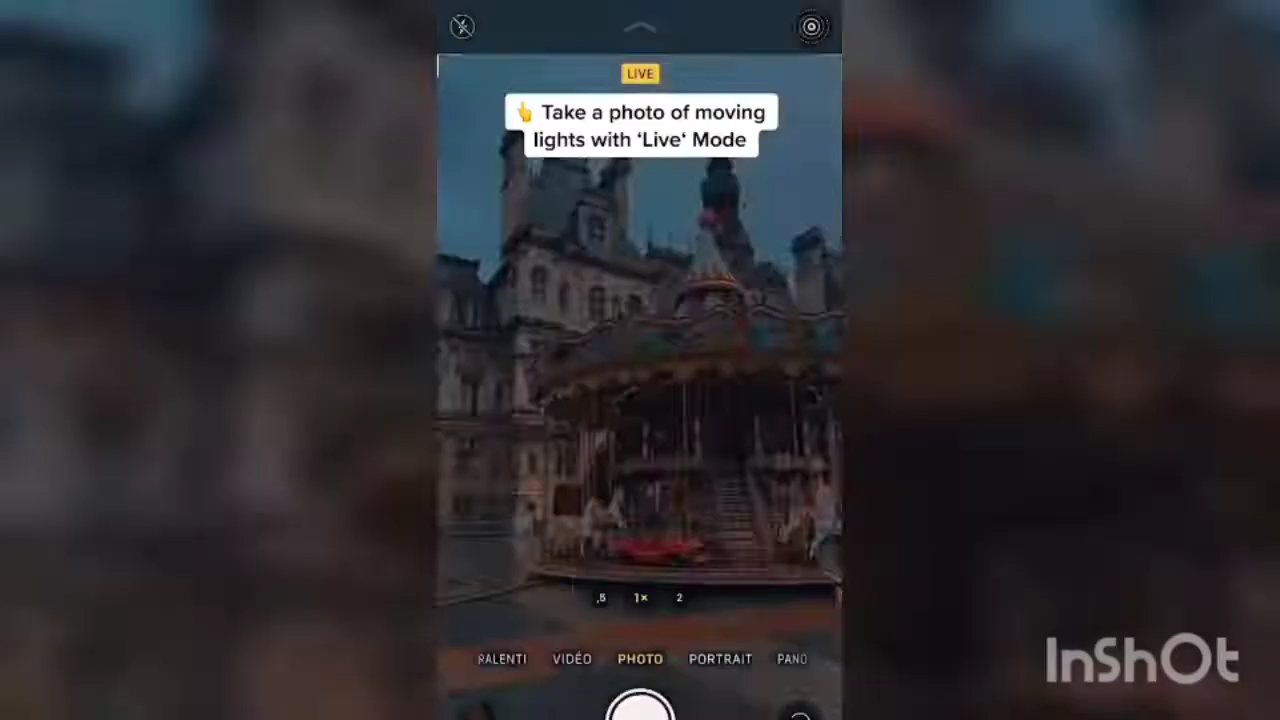 LIVE
👆 Take a photo of moving
lights with ‘Live‘ Mode
,5 1× 2
RALENTI VIDÉO PHOTO PORTRAIT PANO
InShOt